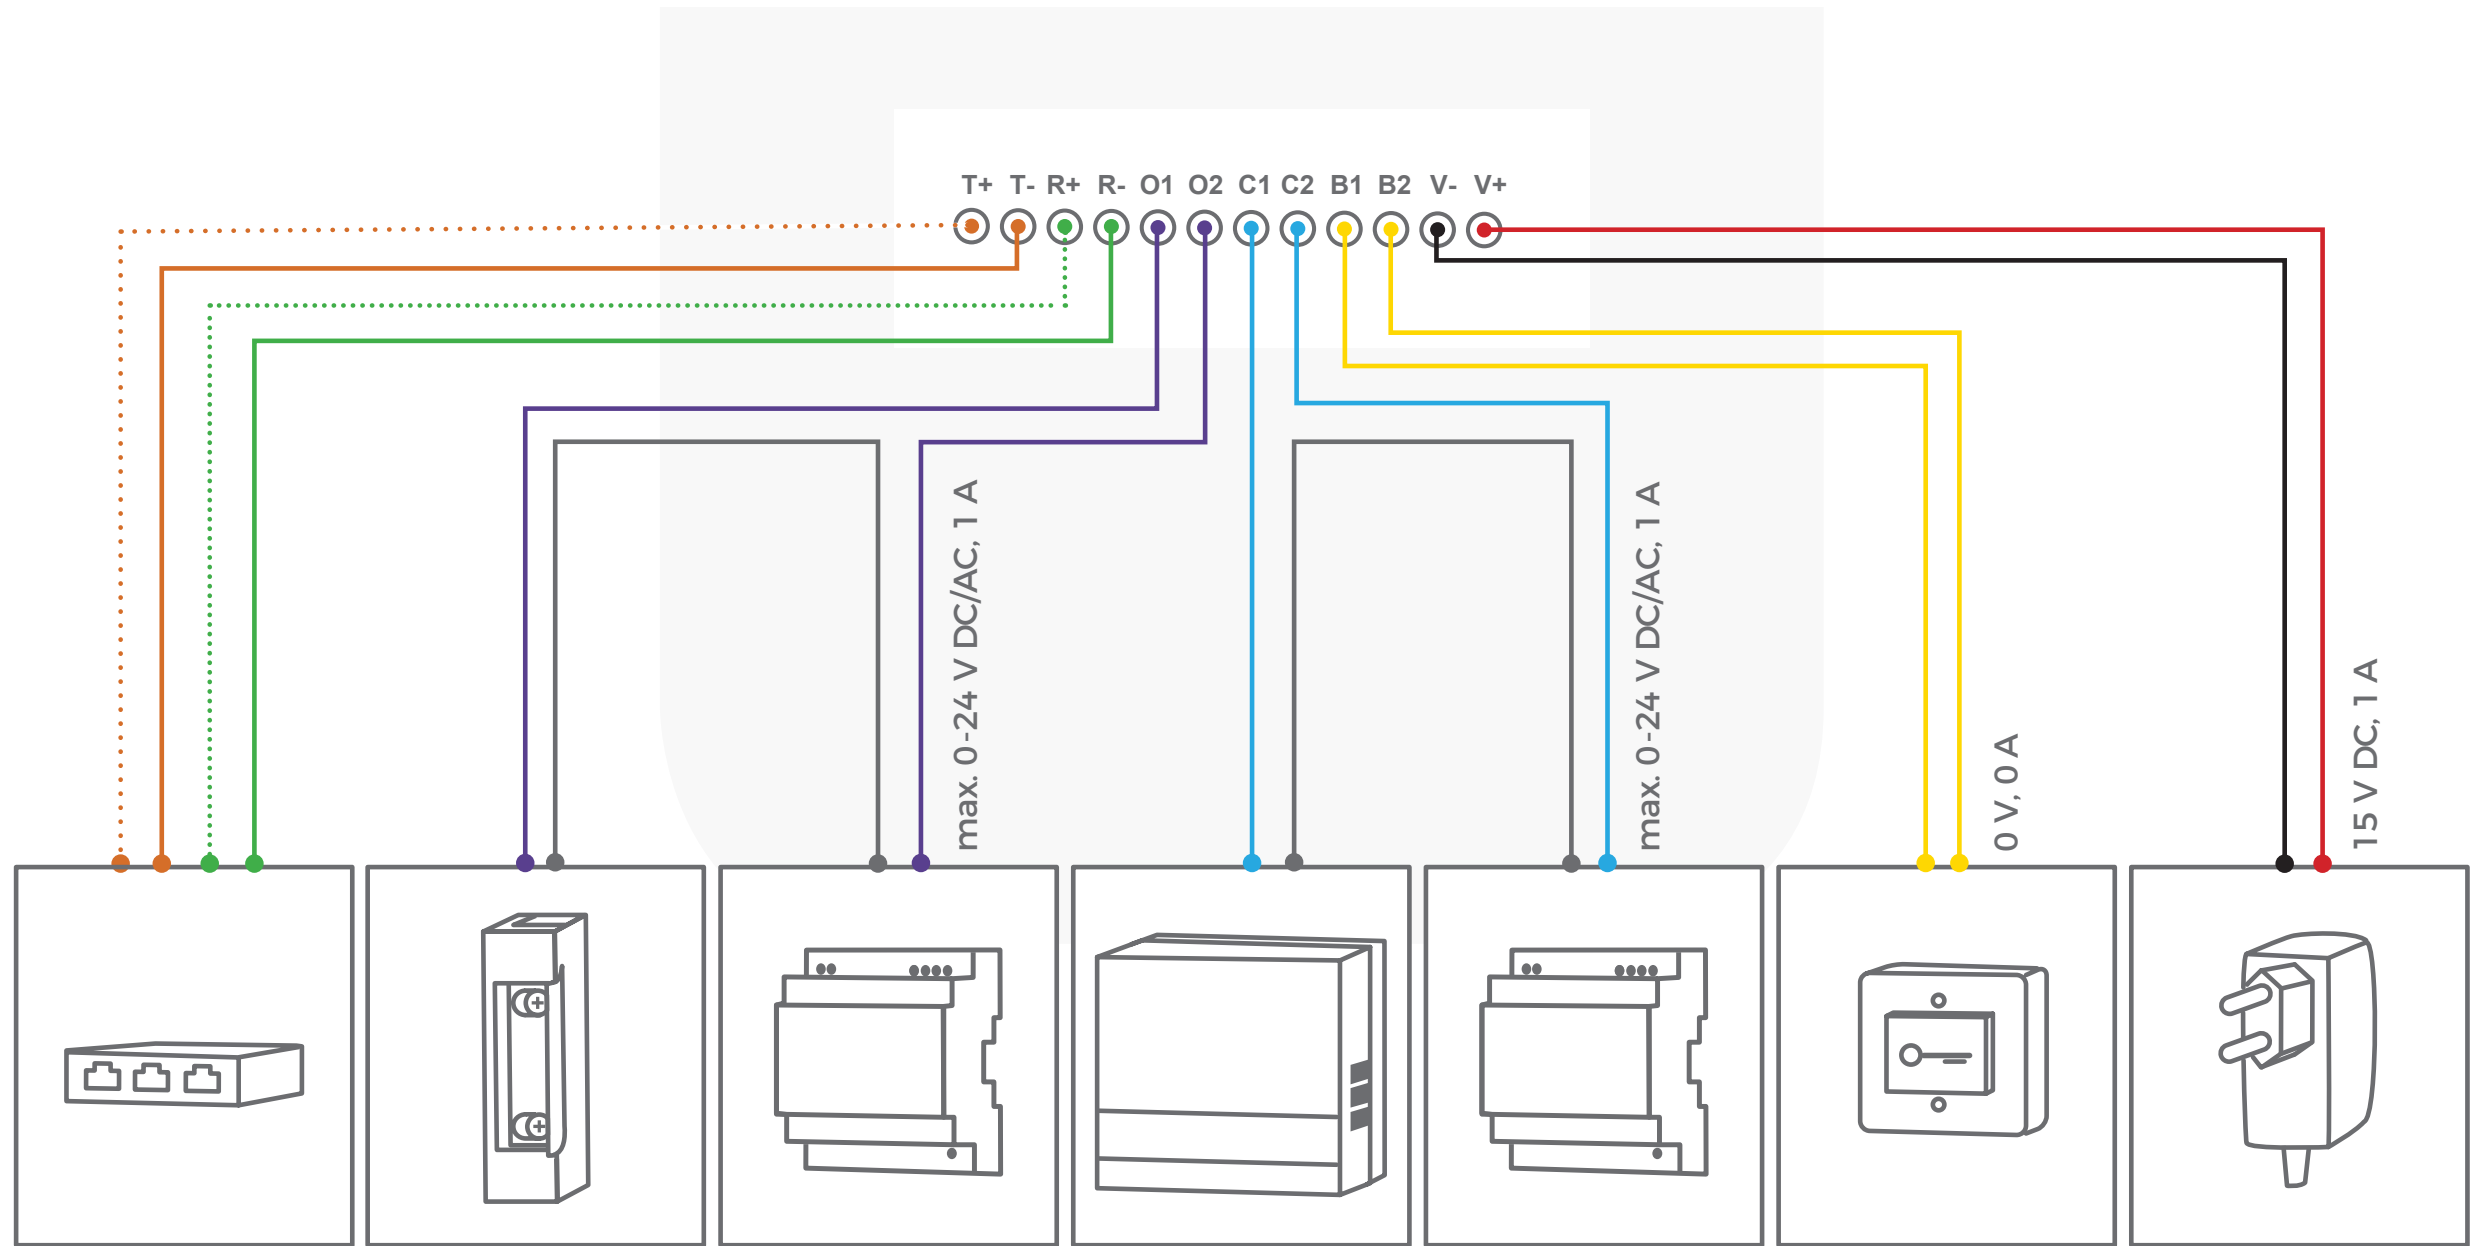 T+ T- R+ R- O1 O2 C1 C2 B1 B2 V- V+
max. 0-24 V DC/AC, 1 A
max. 0-24 V DC/AC, 1 A
0 V, 0 A
15 V DC, 1 A